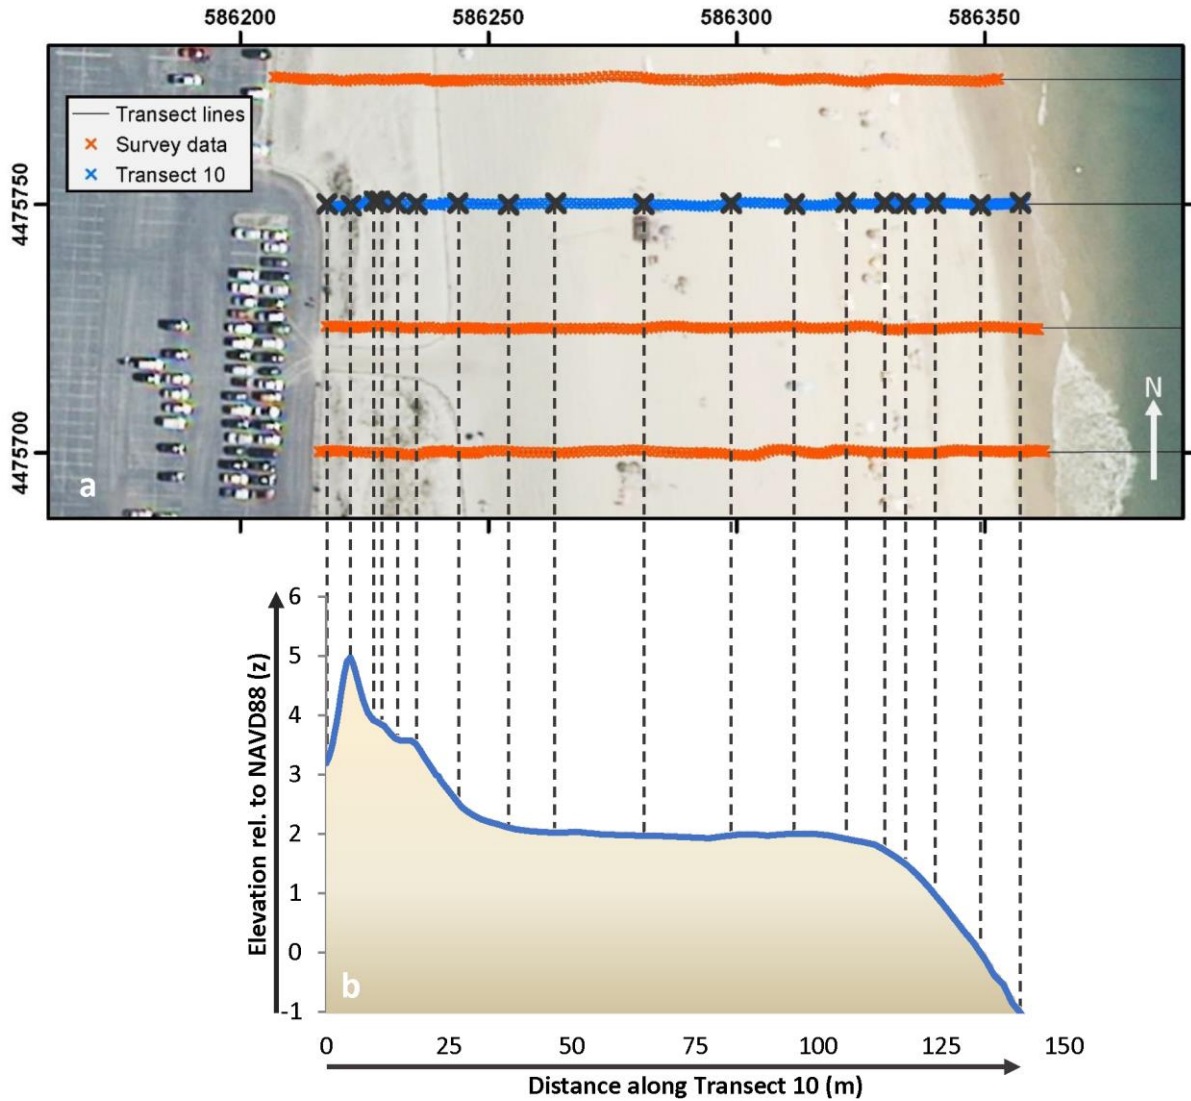 586200 586250 586300 586350
Transect lines
Survey data
Transect 10
4475750
4475700
a
N
Elevation rel. to NAVD88 (z)
6
5
4
3
2
1
0
-1
b
0 25 50 75 100 125 150
Distance along Transect 10 (m)